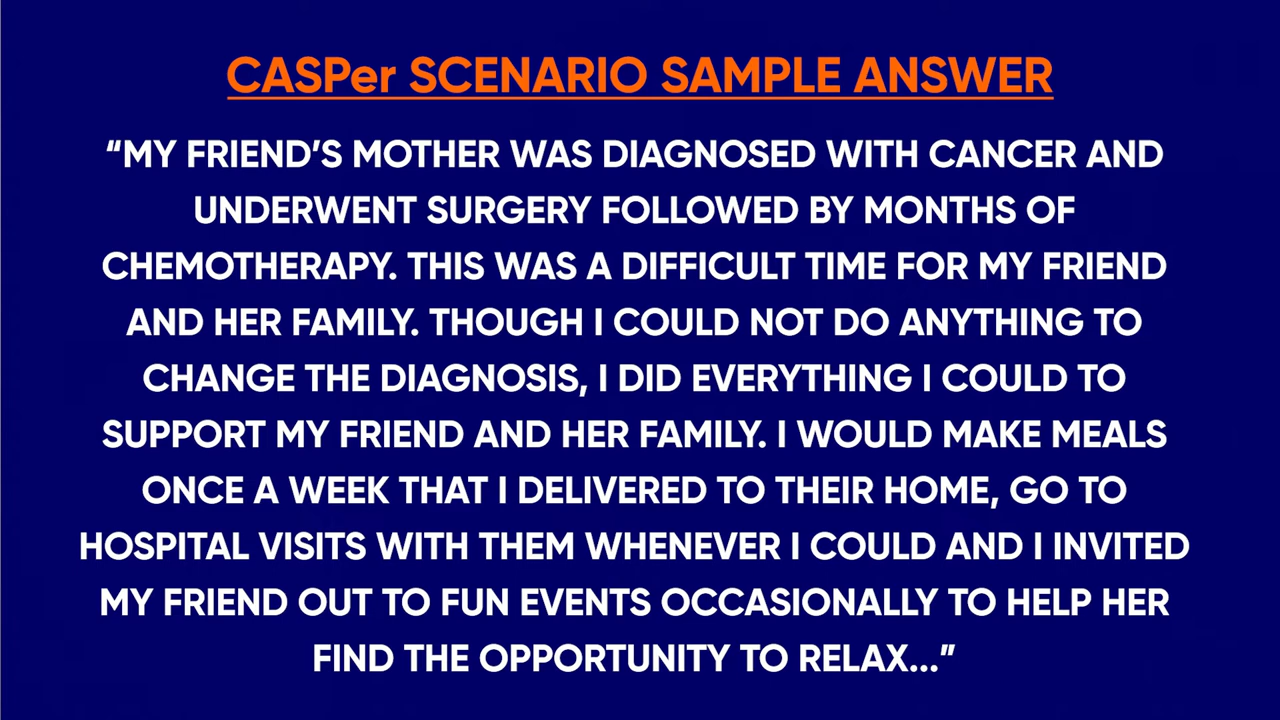 CASPer SCENARIO SAMPLE ANSWER
“MY FRIEND’S MOTHER WAS DIAGNOSED WITH CANCER AND
UNDERWENT SURGERY FOLLOWED BY MONTHS OF
CHEMOTHERAPY. THIS WAS A DIFFICULT TIME FOR MY FRIEND
AND HER FAMILY. THOUGH I COULD NOT DO ANYTHING TO
CHANGE THE DIAGNOSIS, I DID EVERYTHING I COULD TO
SUPPORT MY FRIEND AND HER FAMILY. I WOULD MAKE MEALS
ONCE A WEEK THAT I DELIVERED TO THEIR HOME, GO TO
HOSPITAL VISITS WITH THEM WHENEVER I COULD AND I INVITED
MY FRIEND OUT TO FUN EVENTS OCCASIONALLY TO HELP HER
FIND THE OPPORTUNITY TO RELAX...”